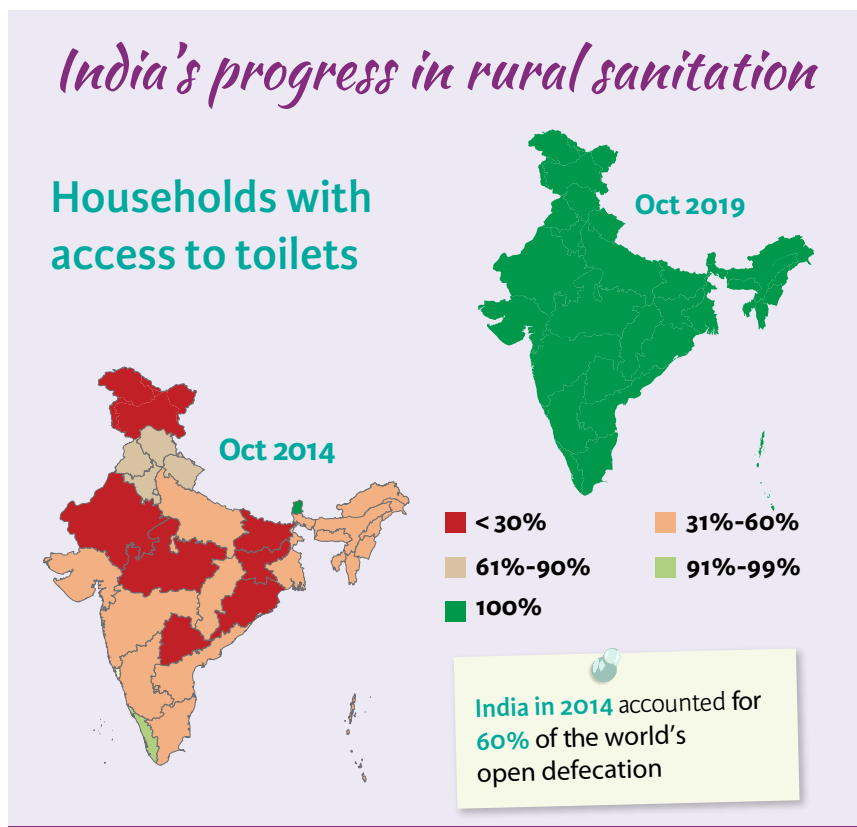 India's progress in rural sanitation
Households with
access to toilets
Oct 2019
Oct 2014
< 30%
31%-60%
61%-90%
91%-99%
100%
India in 2014 accounted for
60% of the world's
open defecation